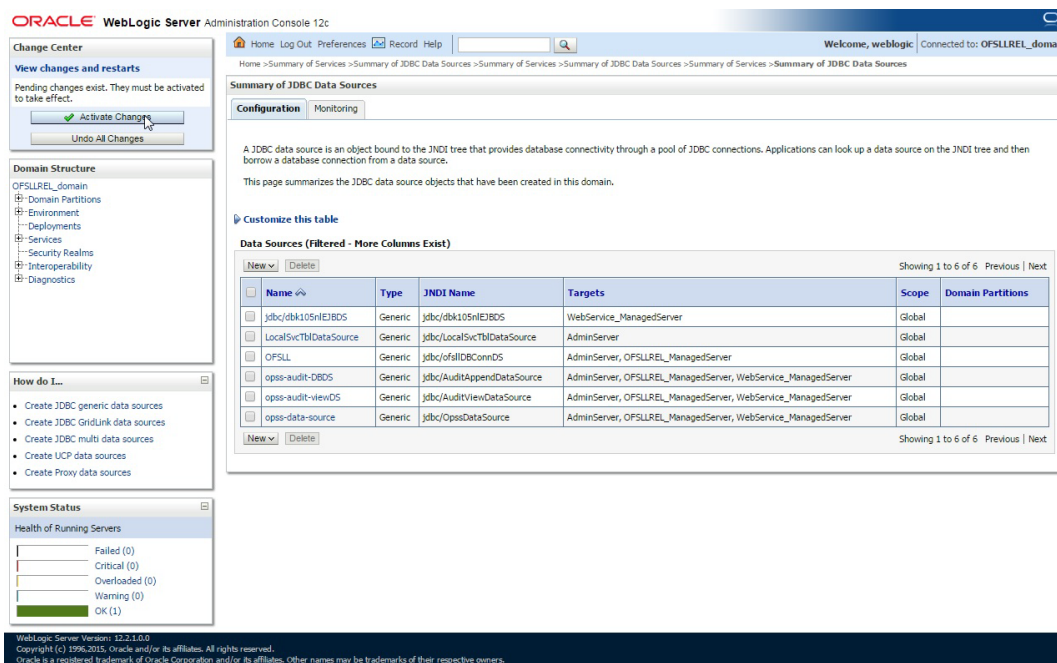 ORACLE WebLogic Server Administration Console 12c
Change Center
View changes and restarts
Pending changes exist. They must be activated
to take effect.
Activate Changes
Undo All Changes
Domain Structure
OFSLLREL_domain
Domain Partitions
Environment
Deployments
Services
Security Realms
Interoperability
Diagnostics
How do I...
Create JDBC generic data sources
Create JDBC GridLink data sources
Create JDBC multi data sources
Create UCP data sources
Create Proxy data sources
System Status
Health of Running Servers
Failed (0)
Critical (0)
Overloaded (0)
Warning (0)
OK (1)
Home Log Out Preferences Record Help
Welcome, weblogic Connected to: OFSLLREL_doma
Home >Summary of Services >Summary of JDBC Data Sources >Summary of Services >Summary of JDBC Data Sources >Summary of Services >Summary of JDBC Data Sources
Summary of JDBC Data Sources
Configuration Monitoring
A JDBC data source is an object bound to the JNDI tree that provides database connectivity through a pool of JDBC connections. Applications can look up a data source on the JNDI tree and then
borrow a database connection from a data source.
This page summarizes the JDBC data source objects that have been created in this domain.
Customize this table
Data Sources (Filtered - More Columns Exist)
New Delete Showing 1 to 6 of 6 Previous | Next
Name Type JNDI Name Targets Scope Domain Partitions
jdbc/dbk105nlEJBDS Generic jdbc/dbk105nlEJBDS WebService_ManagedServer Global
LocalSvcTblDataSource Generic jdbc/LocalSvcTblDataSource AdminServer Global
OFSLL Generic jdbc/ofsllDBConnDS AdminServer, OFSLLREL_ManagedServer Global
opss-audit-DBDS Generic jdbc/AuditAppendDataSource AdminServer, OFSLLREL_ManagedServer, WebService_ManagedServer Global
opss-audit-viewDS Generic jdbc/AuditViewDataSource AdminServer, OFSLLREL_ManagedServer, WebService_ManagedServer Global
opss-data-source Generic jdbc/OpssDataSource AdminServer, OFSLLREL_ManagedServer, WebService_ManagedServer Global
New Delete Showing 1 to 6 of 6 Previous | Next
WebLogic Server Version: 12.2.1.0.0
Copyright (c) 1996,2015, Oracle and/or its affiliates. All rights reserved.
Oracle is a registered trademark of Oracle Corporation and/or its affiliates. Other names may be trademarks of their respective owners.